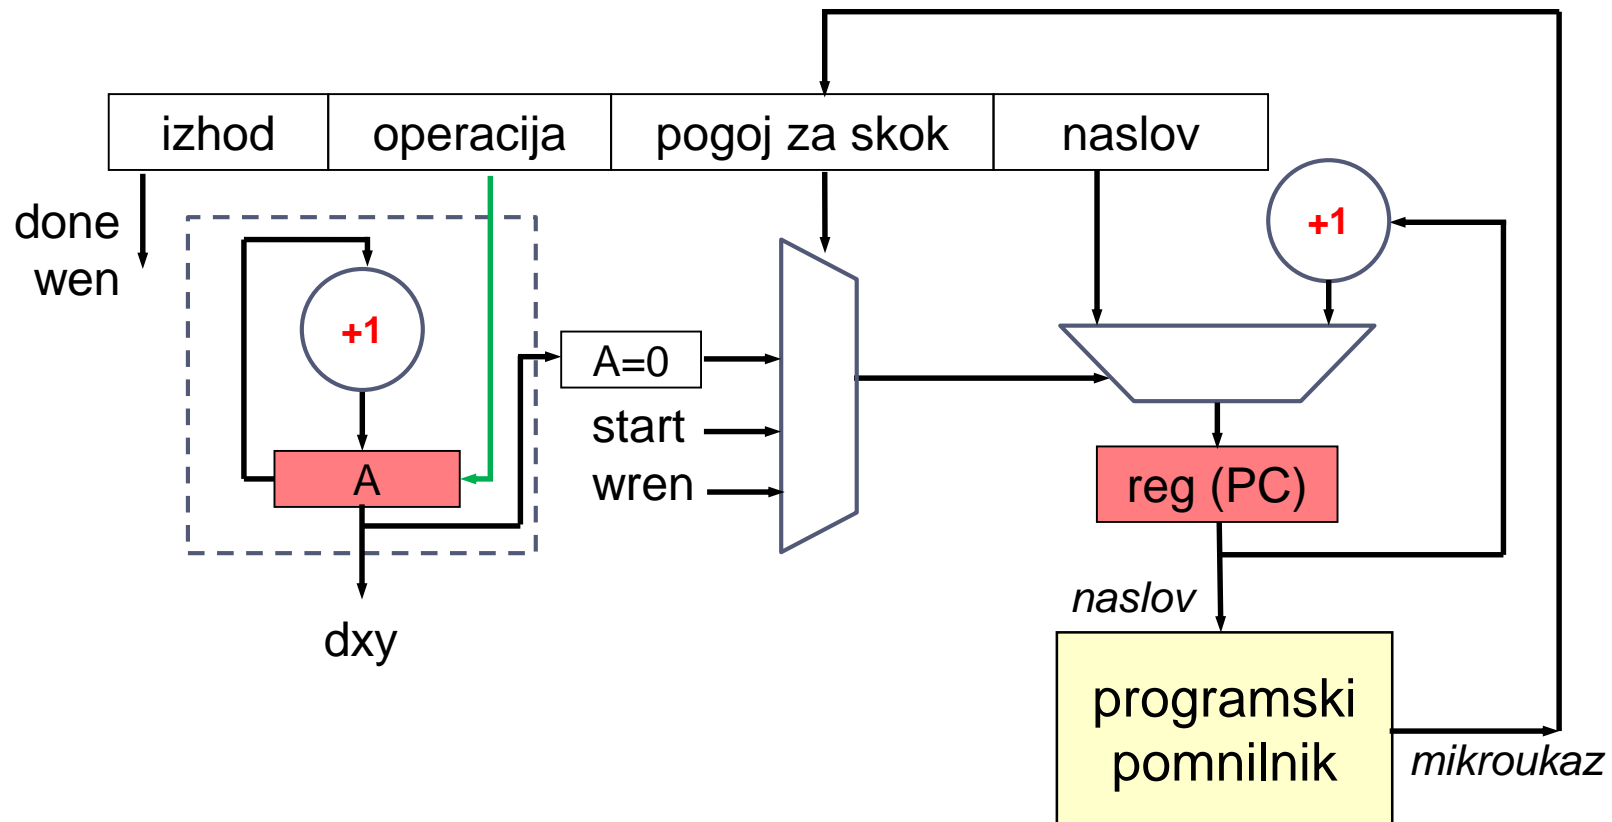 izhod
operacija
pogoj za skok
naslov
done
wen
+1
+1
A=0
start
wren
A
reg (PC)
naslov
dxy
programski
pomnilnik
mikroukaz